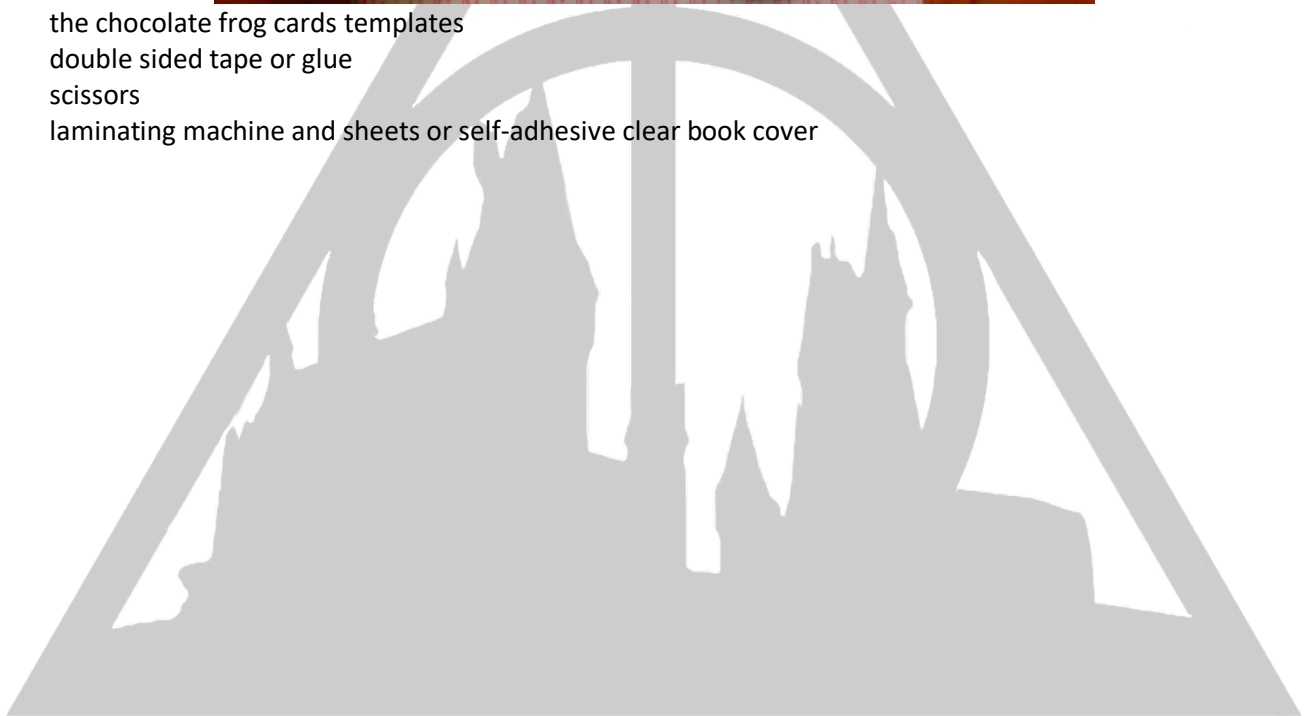 the chocolate frog cards templates
double sided tape or glue
scissors
laminating machine and sheets or self-adhesive clear book cover